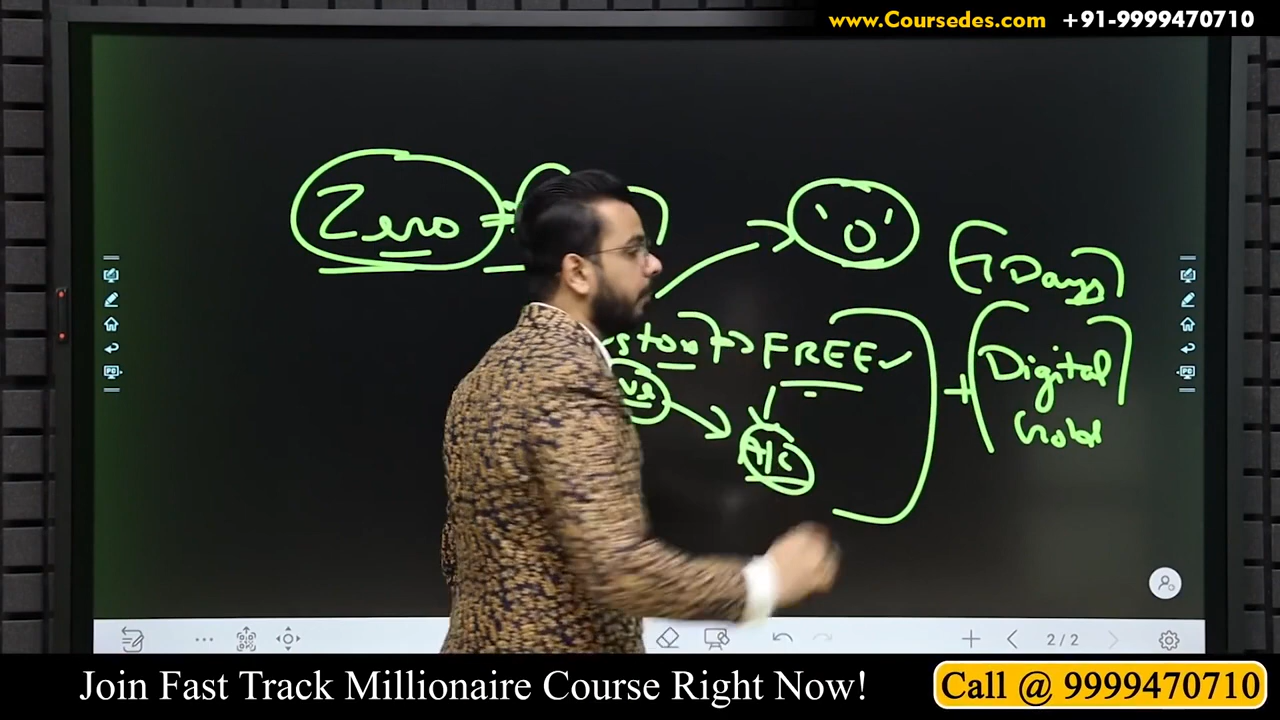 www.Coursedes.com +91-9999470710
Zero
'0'
7 Days
FREE
A/C
+ Digital
Gold
2/2
Join Fast Track Millionaire Course Right Now!
Call @ 9999470710